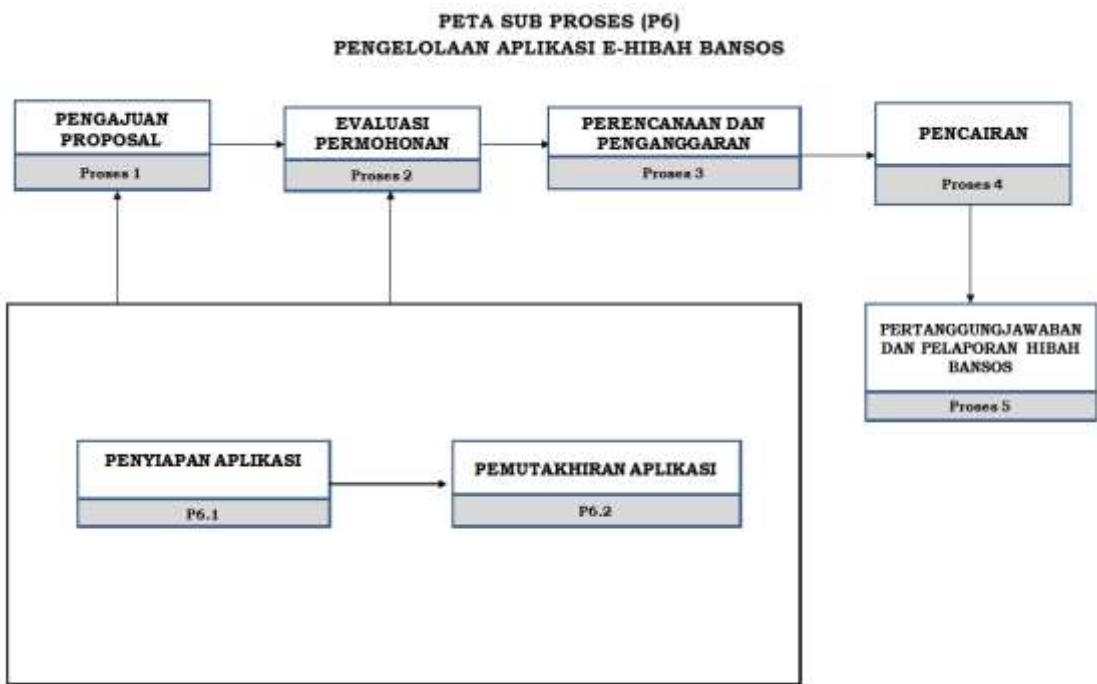 PETA SUB PROSES (P6)
PENGELOLAAN APLIKASI E-HIBAH BANSOS
PENGAJUAN
PROPOSAL
Proses 1
EVALUASI
PERMOHONAN
Proses 2
PERENCANAAN DAN
PENGANGGARAN
Proses 3
PENCAIRAN
Proses 4
PERTANGGUNGJAWABAN
DAN PELAPORAN HIBAH
BANSOS
Proses 5
PENYIAPAN APLIKASI
P6.1
PEMUTAKHIRAN APLIKASI
P6.2